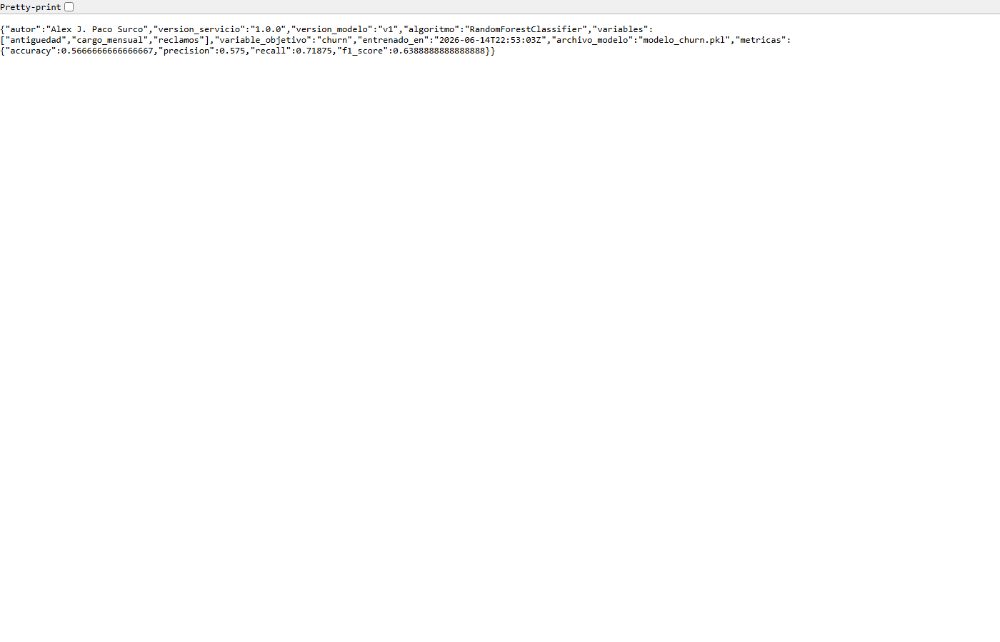 Pretty-print
{"autor":"Alex J. Paco Surco","version_servicio":"1.0.0","version_modelo":"v1","algoritmo":"RandomForestClassifier","variables":
["antiguedad","cargo_mensual","reclamos"],"variable_objetivo":"churn","entrenado_en":"2026-06-14T22:53:03Z","archivo_modelo":"modelo_churn.pkl","metricas":
{"accuracy":0.5666666666666667,"precision":0.575,"recall":0.71875,"f1_score":0.6388888888888888}}